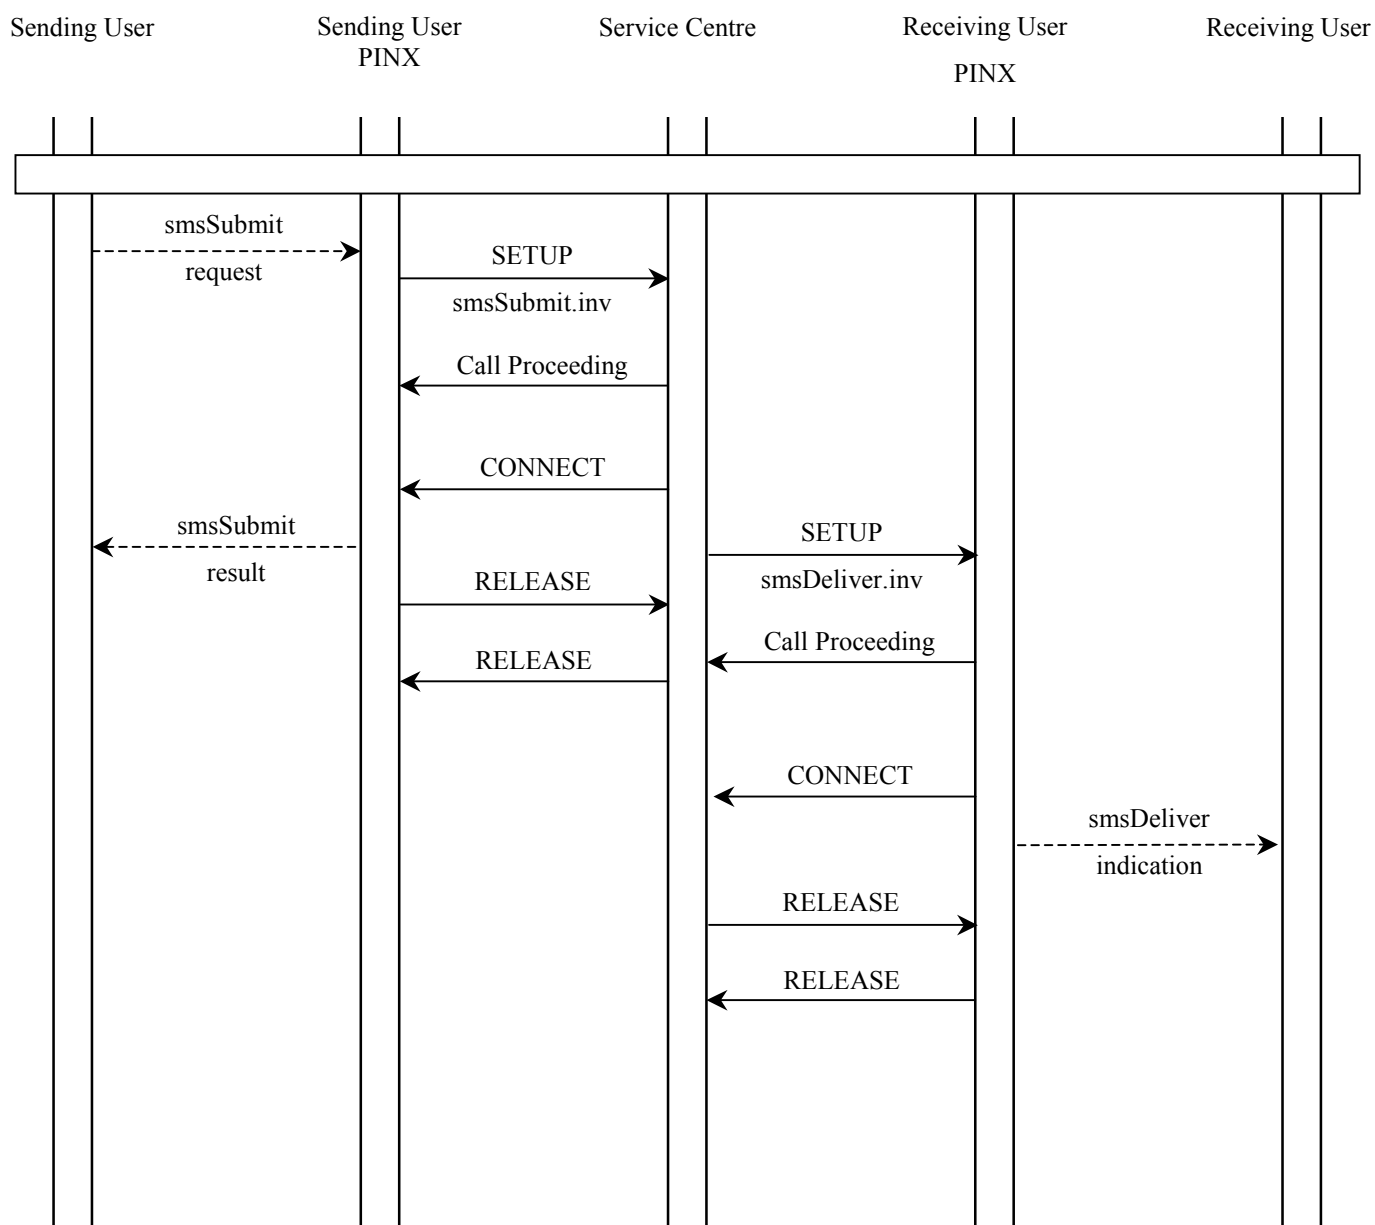 Sending User
Sending User
PINX
Service Centre
Receiving User
PINX
Receiving User
smsSubmit
request
SETUP
smsSubmit.inv
Call Proceeding
CONNECT
smsSubmit
result
SETUP
smsDeliver.inv
RELEASE
Call Proceeding
RELEASE
CONNECT
smsDeliver
indication
RELEASE
RELEASE